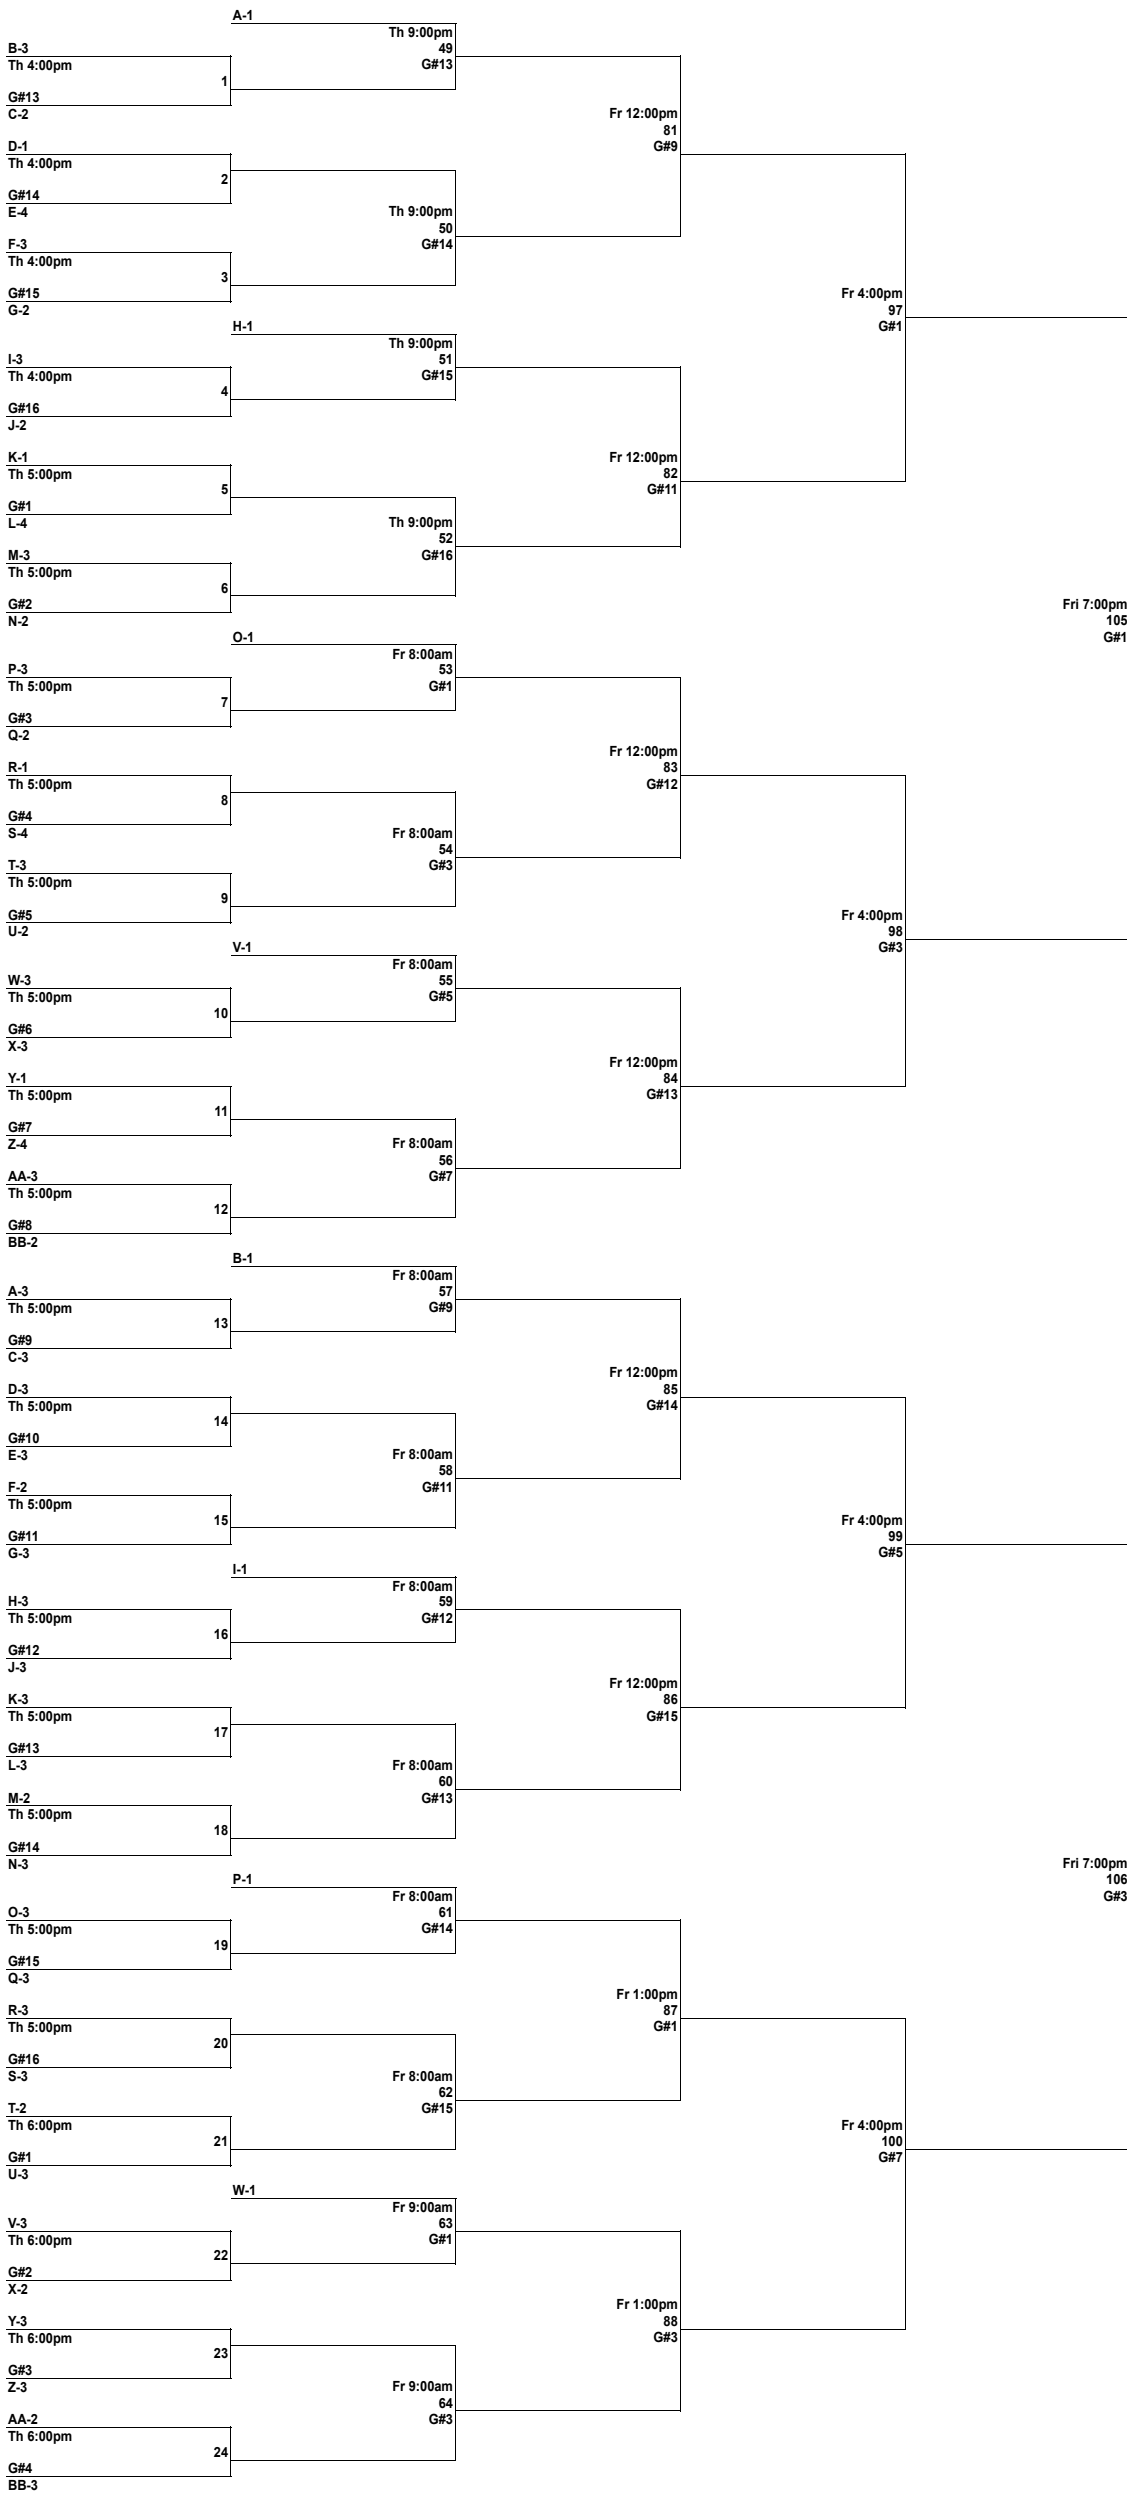 A-1
Th 9:00pm
B-3
49
Th 4:00pm
G#13
1
G#13
C-2
Fr 12:00pm
81
D-1
G#9
Th 4:00pm
2
G#14
E-4
Th 9:00pm
50
F-3
G#14
Th 4:00pm
3
G#15
Fr 4:00pm
G-2
97
H-1
G#1
Th 9:00pm
I-3
51
Th 4:00pm
G#15
4
G#16
J-2
K-1
Fr 12:00pm
Th 5:00pm
82
5
G#11
G#1
L-4
Th 9:00pm
52
M-3
G#16
Th 5:00pm
6
G#2
Fri 7:00pm
N-2
105
O-1
G#1
Fr 8:00am
P-3
53
Th 5:00pm
G#1
7
G#3
Q-2
Fr 12:00pm
R-1
83
Th 5:00pm
G#12
8
G#4
S-4
Fr 8:00am
54
T-3
G#3
Th 5:00pm
9
G#5
Fr 4:00pm
U-2
98
V-1
G#3
Fr 8:00am
W-3
55
Th 5:00pm
G#5
10
G#6
X-3
Fr 12:00pm
Y-1
84
Th 5:00pm
G#13
11
G#7
Z-4
Fr 8:00am
56
AA-3
G#7
Th 5:00pm
12
G#8
BB-2
B-1
Fr 8:00am
A-3
57
Th 5:00pm
G#9
13
G#9
C-3
Fr 12:00pm
D-3
85
Th 5:00pm
G#14
14
G#10
E-3
Fr 8:00am
58
F-2
G#11
Th 5:00pm
15
Fr 4:00pm
G#11
99
G-3
G#5
I-1
Fr 8:00am
H-3
59
Th 5:00pm
G#12
16
G#12
J-3
Fr 12:00pm
K-3
86
Th 5:00pm
G#15
17
G#13
L-3
Fr 8:00am
60
M-2
G#13
Th 5:00pm
18
G#14
N-3
Fri 7:00pm
106
P-1
G#3
Fr 8:00am
O-3
61
Th 5:00pm
G#14
19
G#15
Q-3
Fr 1:00pm
R-3
87
Th 5:00pm
G#1
20
G#16
S-3
Fr 8:00am
62
T-2
G#15
Th 6:00pm
Fr 4:00pm
21
100
G#1
G#7
U-3
W-1
Fr 9:00am
V-3
63
Th 6:00pm
G#1
22
G#2
X-2
Fr 1:00pm
Y-3
88
Th 6:00pm
G#3
23
G#3
Z-3
Fr 9:00am
64
AA-2
G#3
Th 6:00pm
24
G#4
BB-3